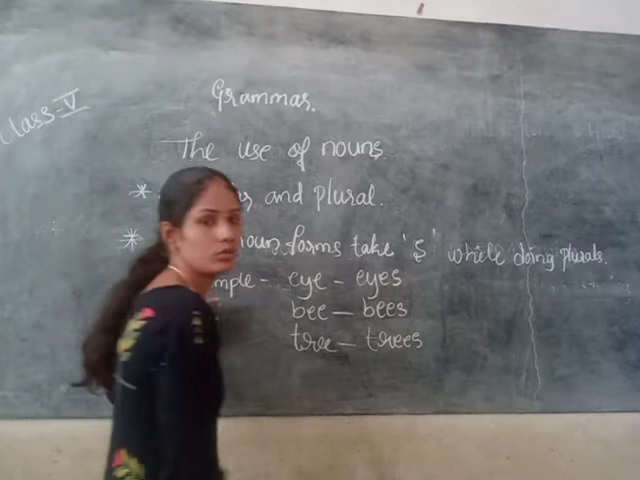 Class-V
Grammar.
The use of nouns
* and plural.
* noun forms take 's' while doing plurals.
eye - eyes
bee - bees
tree - trees